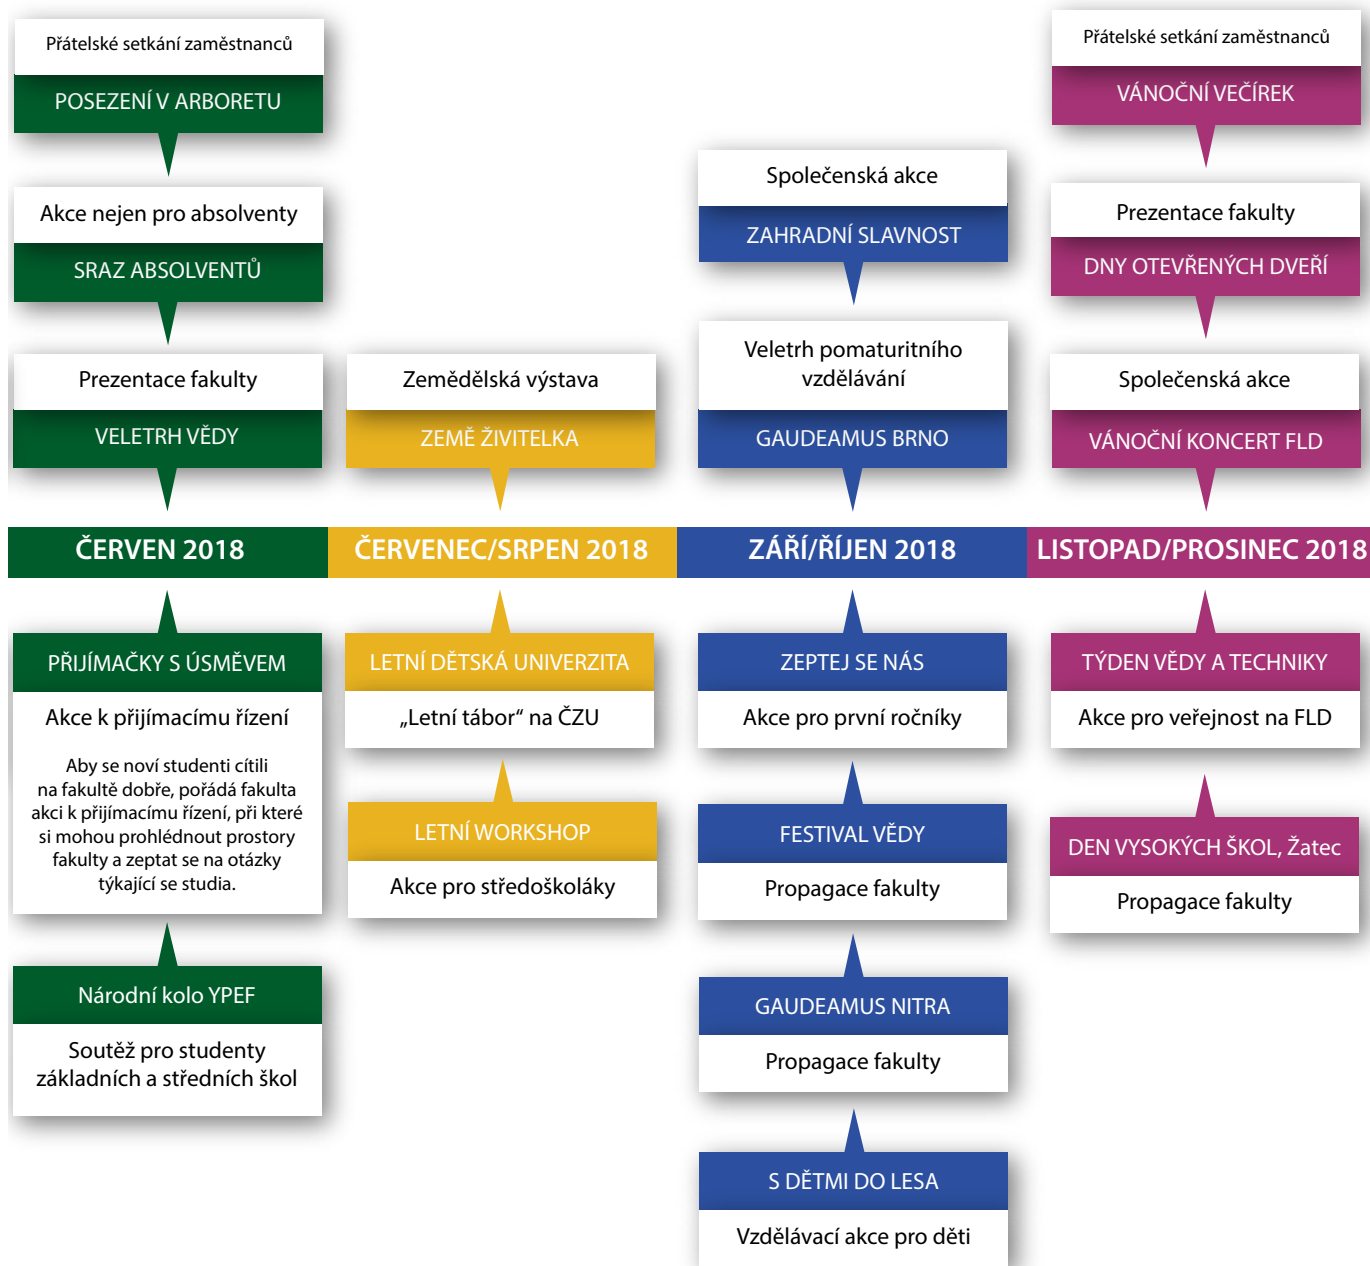 Přátelské setkání zaměstnanců
POSEZENÍ V ARBORETU
Akce nejen pro absolventy
SRAZ ABSOLVENTŮ
Prezentace fakulty
VELETRH VĚDY
Zemědělská výstava
ZEMĚ ŽIVITELKA
Společenská akce
ZAHRADNÍ SLAVNOST
Veletrh pomaturitního
vzdělávání
GAUDEAMUS BRNO
Přátelské setkání zaměstnanců
VÁNOČNÍ VEČÍREK
Prezentace fakulty
DNY OTEVŘENÝCH DVEŘÍ
Společenská akce
VÁNOČNÍ KONCERT FLD
ČERVEN 2018
ČERVENEC/SRPEN 2018
ZÁŘÍ/ŘÍJEN 2018
LISTOPAD/PROSINEC 2018
PŘIJÍMAČKY S ÚSMĚVEM
Akce k přijímacímu řízení
Aby se noví studenti cítili
na fakultě dobře, pořádá fakulta
akci k přijímacímu řízení, při které
si mohou prohlédnout prostory
fakulty a zeptat se na otázky
týkající se studia.
Národní kolo YPEF
Soutěž pro studenty
základních a středních škol
LETNÍ DĚTSKÁ UNIVERZITA
„Letní tábor“ na ČZU
LETNÍ WORKSHOP
Akce pro středoškoláky
ZEPTEJ SE NÁS
Akce pro první ročníky
FESTIVAL VĚDY
Propagace fakulty
GAUDEAMUS NITRA
Propagace fakulty
S DĚTMI DO LESA
Vzdělávací akce pro děti
TÝDEN VĚDY A TECHNIKY
Akce pro veřejnost na FLD
DEN VYSOKÝCH ŠKOL, Žatec
Propagace fakulty